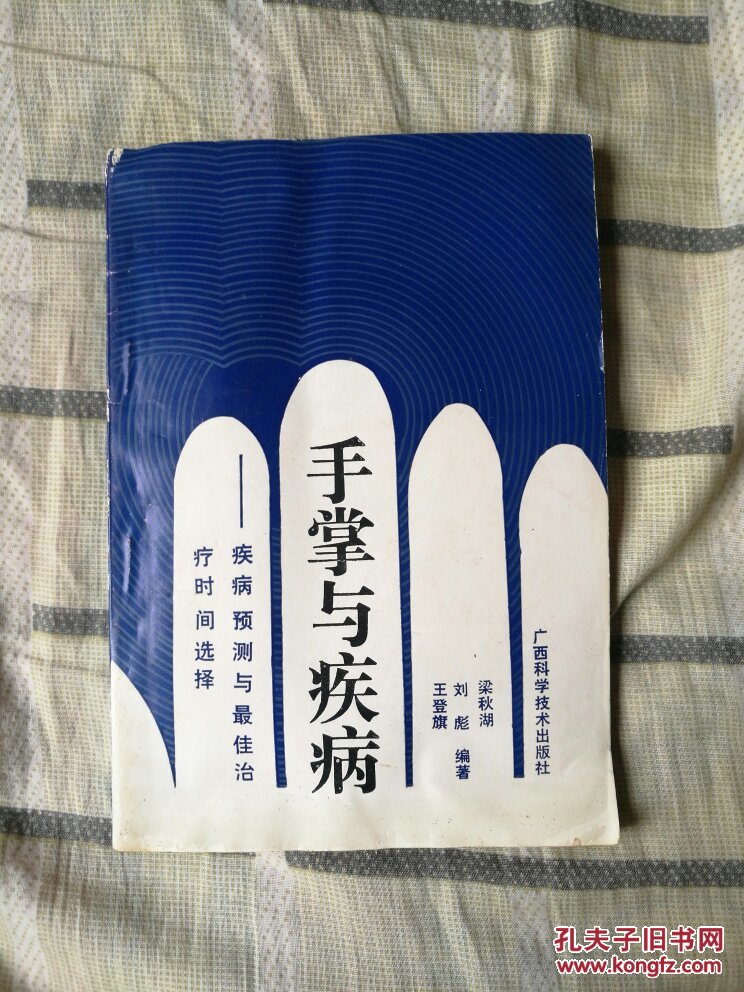 手掌与疾病
——疾病预测与最佳治
疗时间选择
梁秋湖
刘彪 编著
王登旗
广西科学技术出版社
孔夫子旧书网
www.kongfz.com